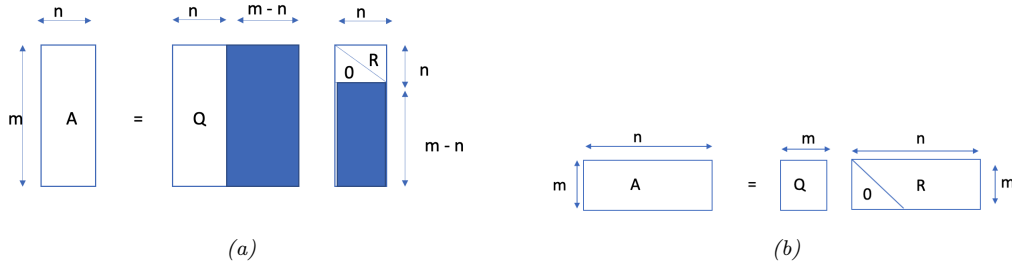 n n m - n n
m A = Q 0 R n
m - n
(a)
n m n
m A = Q 0 R m
(b)